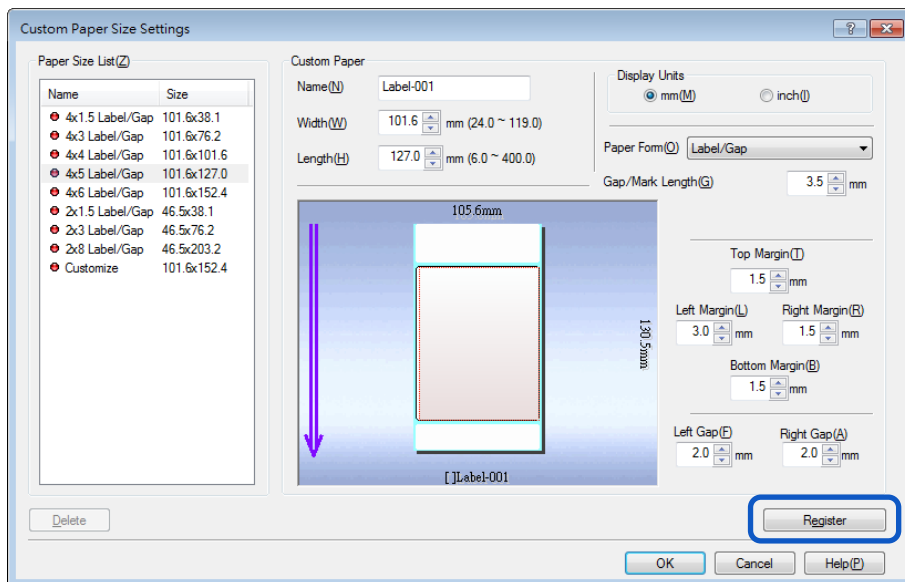 Custom Paper Size Settings
Paper Size List(Z)
Name Size
4x1.5 Label/Gap 101.6x38.1
4x3 Label/Gap 101.6x76.2
4x4 Label/Gap 101.6x101.6
4x5 Label/Gap 101.6x127.0
4x6 Label/Gap 101.6x152.4
2x1.5 Label/Gap 46.5x38.1
2x3 Label/Gap 46.5x76.2
2x8 Label/Gap 46.5x203.2
Customize 101.6x152.4
Custom Paper
Name(N) Label-001
Width(W) 101.6 mm (24.0 ~ 119.0)
Length(H) 127.0 mm (6.0 ~ 400.0)
Display Units
mm(M) inch(I)
Paper Form(O) Label/Gap
Gap/Mark Length(G) 3.5 mm
105.6mm
130.5mm
[ ]Label-001
Top Margin(T)
1.5 mm
Left Margin(L) Right Margin(R)
3.0 mm 1.5 mm
Bottom Margin(B)
1.5 mm
Left Gap(F) Right Gap(A)
2.0 mm 2.0 mm
Delete Register
OK Cancel Help(P)